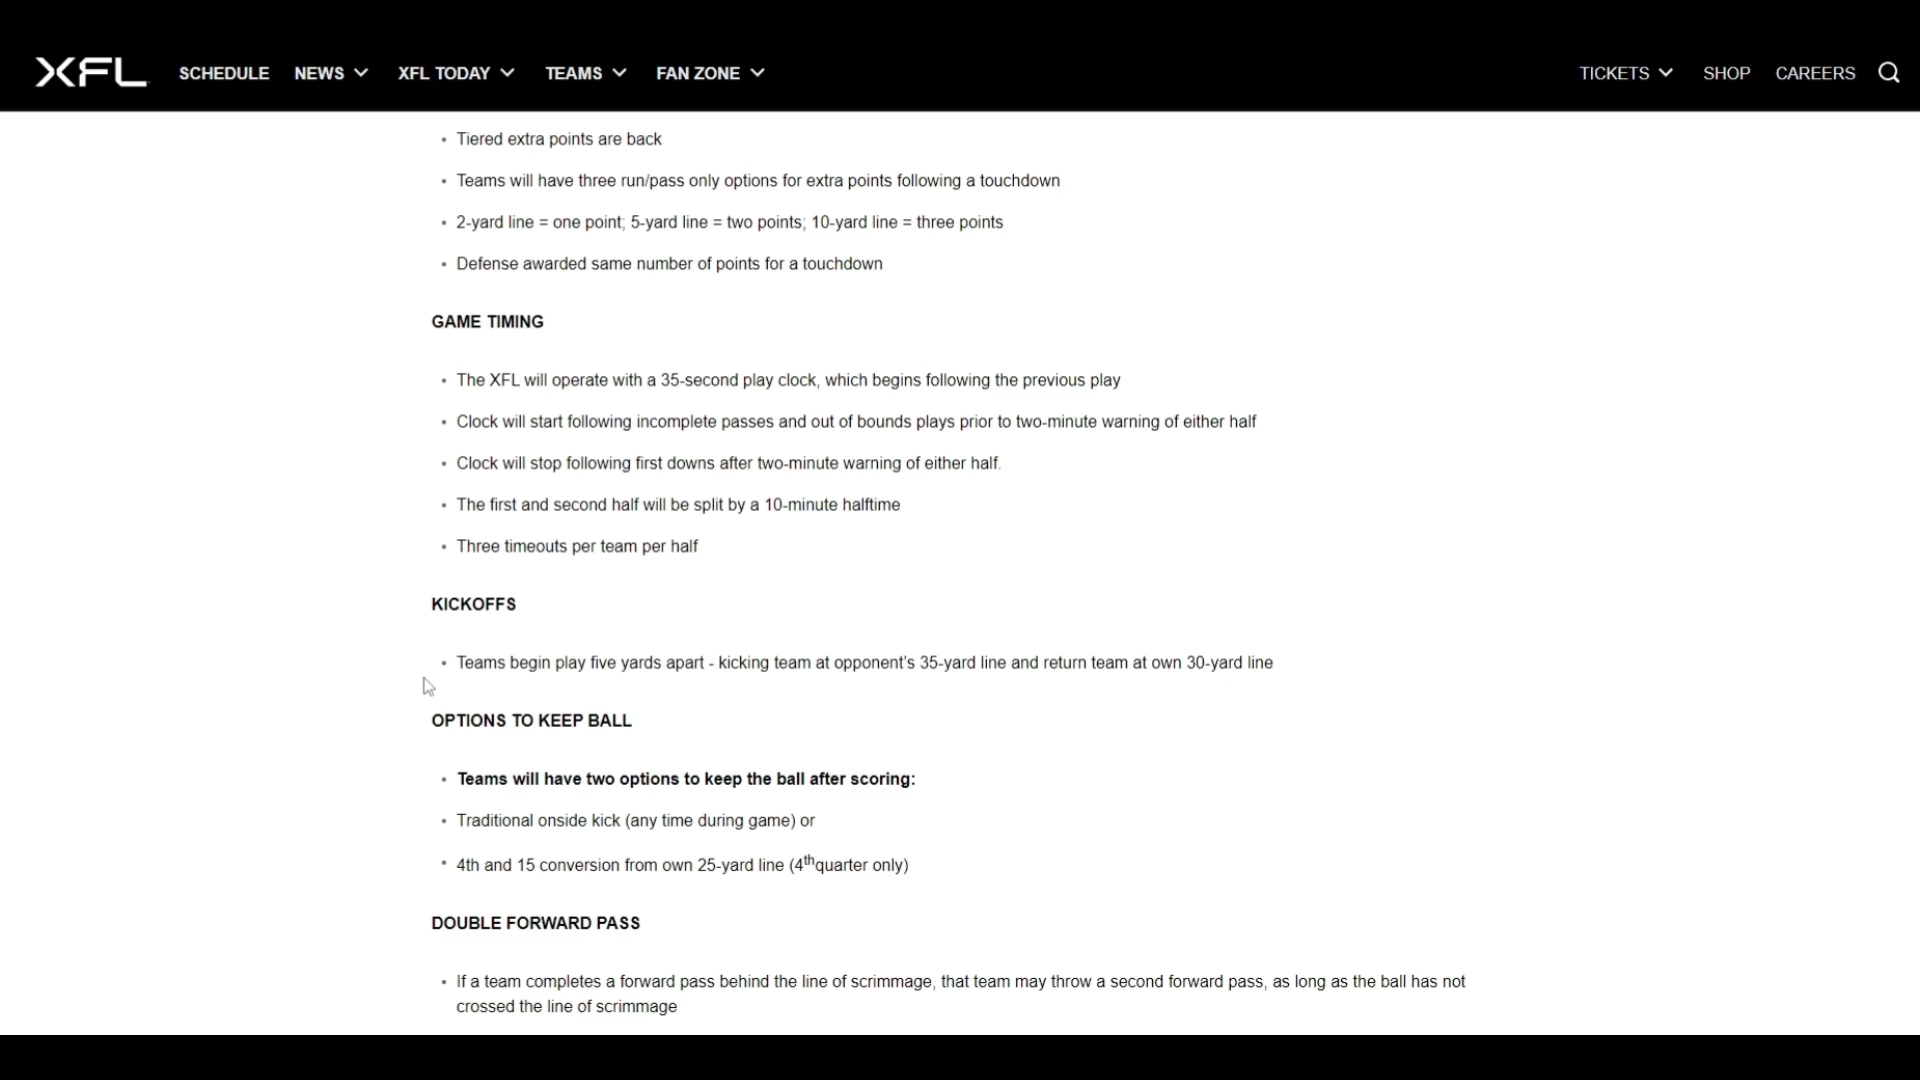 XFL SCHEDULE NEWS XFL TODAY TEAMS FAN ZONE TICKETS SHOP CAREERS
• Tiered extra points are back
• Teams will have three run/pass only options for extra points following a touchdown
• 2-yard line = one point; 5-yard line = two points; 10-yard line = three points
• Defense awarded same number of points for a touchdown
GAME TIMING
• The XFL will operate with a 35-second play clock, which begins following the previous play
• Clock will start following incomplete passes and out of bounds plays prior to two-minute warning of either half
• Clock will stop following first downs after two-minute warning of either half.
• The first and second half will be split by a 10-minute halftime
• Three timeouts per team per half
KICKOFFS
• Teams begin play five yards apart - kicking team at opponent's 35-yard line and return team at own 30-yard line
OPTIONS TO KEEP BALL
• Teams will have two options to keep the ball after scoring:
• Traditional onside kick (any time during game) or
• 4th and 15 conversion from own 25-yard line (4thquarter only)
DOUBLE FORWARD PASS
• If a team completes a forward pass behind the line of scrimmage, that team may throw a second forward pass, as long as the ball has not
crossed the line of scrimmage